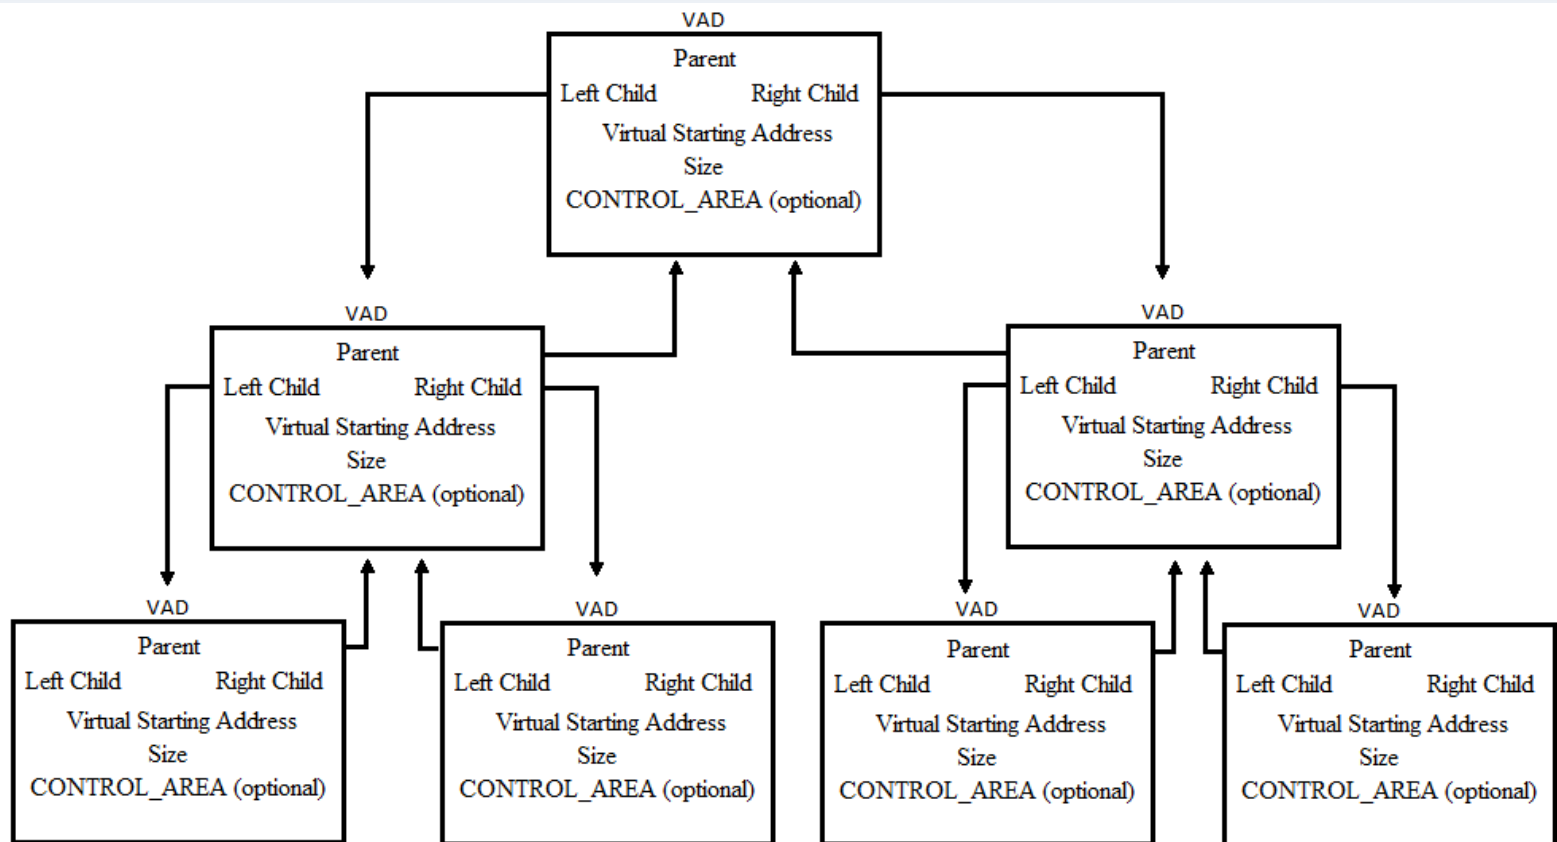 VAD
Parent
Left Child Right Child
Virtual Starting Address
Size
CONTROL_AREA (optional)
VAD
Parent
Left Child Right Child
Virtual Starting Address
Size
CONTROL_AREA (optional)
VAD
Parent
Left Child Right Child
Virtual Starting Address
Size
CONTROL_AREA (optional)
VAD
Parent
Left Child Right Child
Virtual Starting Address
Size
CONTROL_AREA (optional)
VAD
Parent
Left Child Right Child
Virtual Starting Address
Size
CONTROL_AREA (optional)
VAD
Parent
Left Child Right Child
Virtual Starting Address
Size
CONTROL_AREA (optional)
VAD
Parent
Left Child Right Child
Virtual Starting Address
Size
CONTROL_AREA (optional)